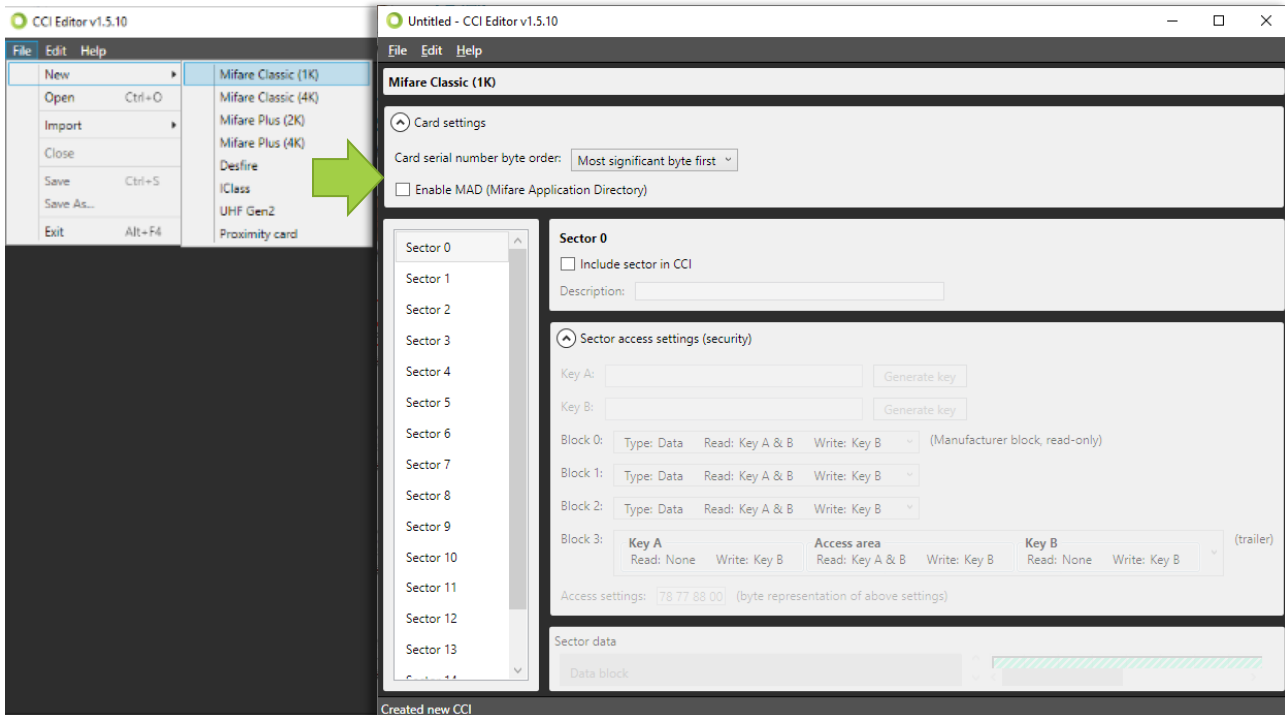 CCI Editor v1.5.10
File Edit Help
New
Open Ctrl+O
Import
Close
Save Ctrl+S
Save As...
Exit Alt+F4
Mifare Classic (1K)
Mifare Classic (4K)
Mifare Plus (2K)
Mifare Plus (4K)
Desfire
IClass
UHF Gen2
Proximity card
Untitled - CCI Editor v1.5.10
File Edit Help
Mifare Classic (1K)
Card settings
Card serial number byte order: Most significant byte first
Enable MAD (Mifare Application Directory)
Sector 0
Sector 1
Sector 2
Sector 3
Sector 4
Sector 5
Sector 6
Sector 7
Sector 8
Sector 9
Sector 10
Sector 11
Sector 12
Sector 13
Sector 14
Sector 0
Include sector in CCI
Description:
Sector access settings (security)
Key A: Generate key
Key B: Generate key
Block 0: Type: Data Read: Key A & B Write: Key B (Manufacturer block, read-only)
Block 1: Type: Data Read: Key A & B Write: Key B
Block 2: Type: Data Read: Key A & B Write: Key B
Block 3: Key A Access area Key B (trailer)
Read: None Write: Key B Read: Key A & B Write: Key B Read: None Write: Key B
Access settings: 78 77 88 00 (byte representation of above settings)
Sector data
Data block
Created new CCI